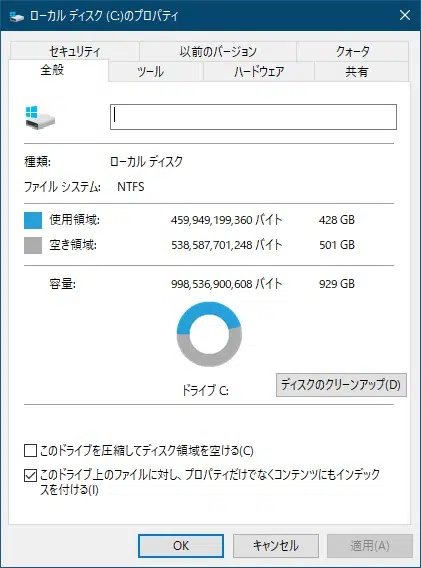 ローカル ディスク (C:)のプロパティ
セキュリティ 以前のバージョン クォータ
全般 ツール ハードウェア 共有
種類: ローカル ディスク
ファイル システム: NTFS
使用領域: 459,949,199,360 バイト 428 GB
空き領域: 538,587,701,248 バイト 501 GB
容量: 998,536,900,608 バイト 929 GB
ドライブ C: ディスクのクリーンアップ(D)
このドライブを圧縮してディスク領域を空ける(C)
このドライブ上のファイルに対し、プロパティだけでなくコンテンツにもインデック
スを付ける(I)
OK キャンセル 適用(A)